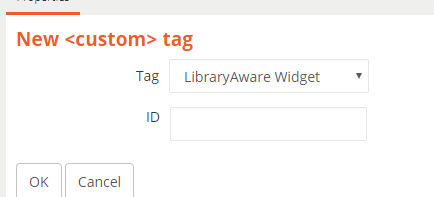 New <custom> tag
Tag LibraryAware Widget
ID
OK Cancel